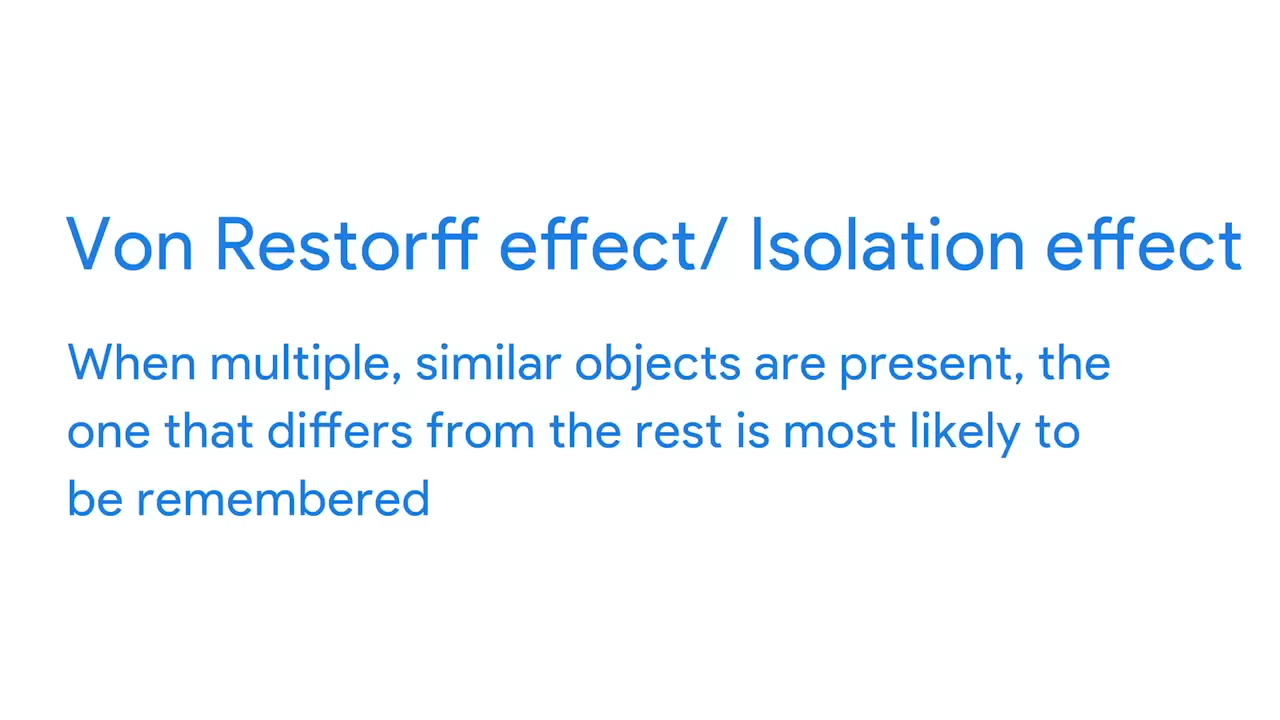 Von Restorff effect/ Isolation effect
When multiple, similar objects are present, the
one that differs from the rest is most likely to
be remembered